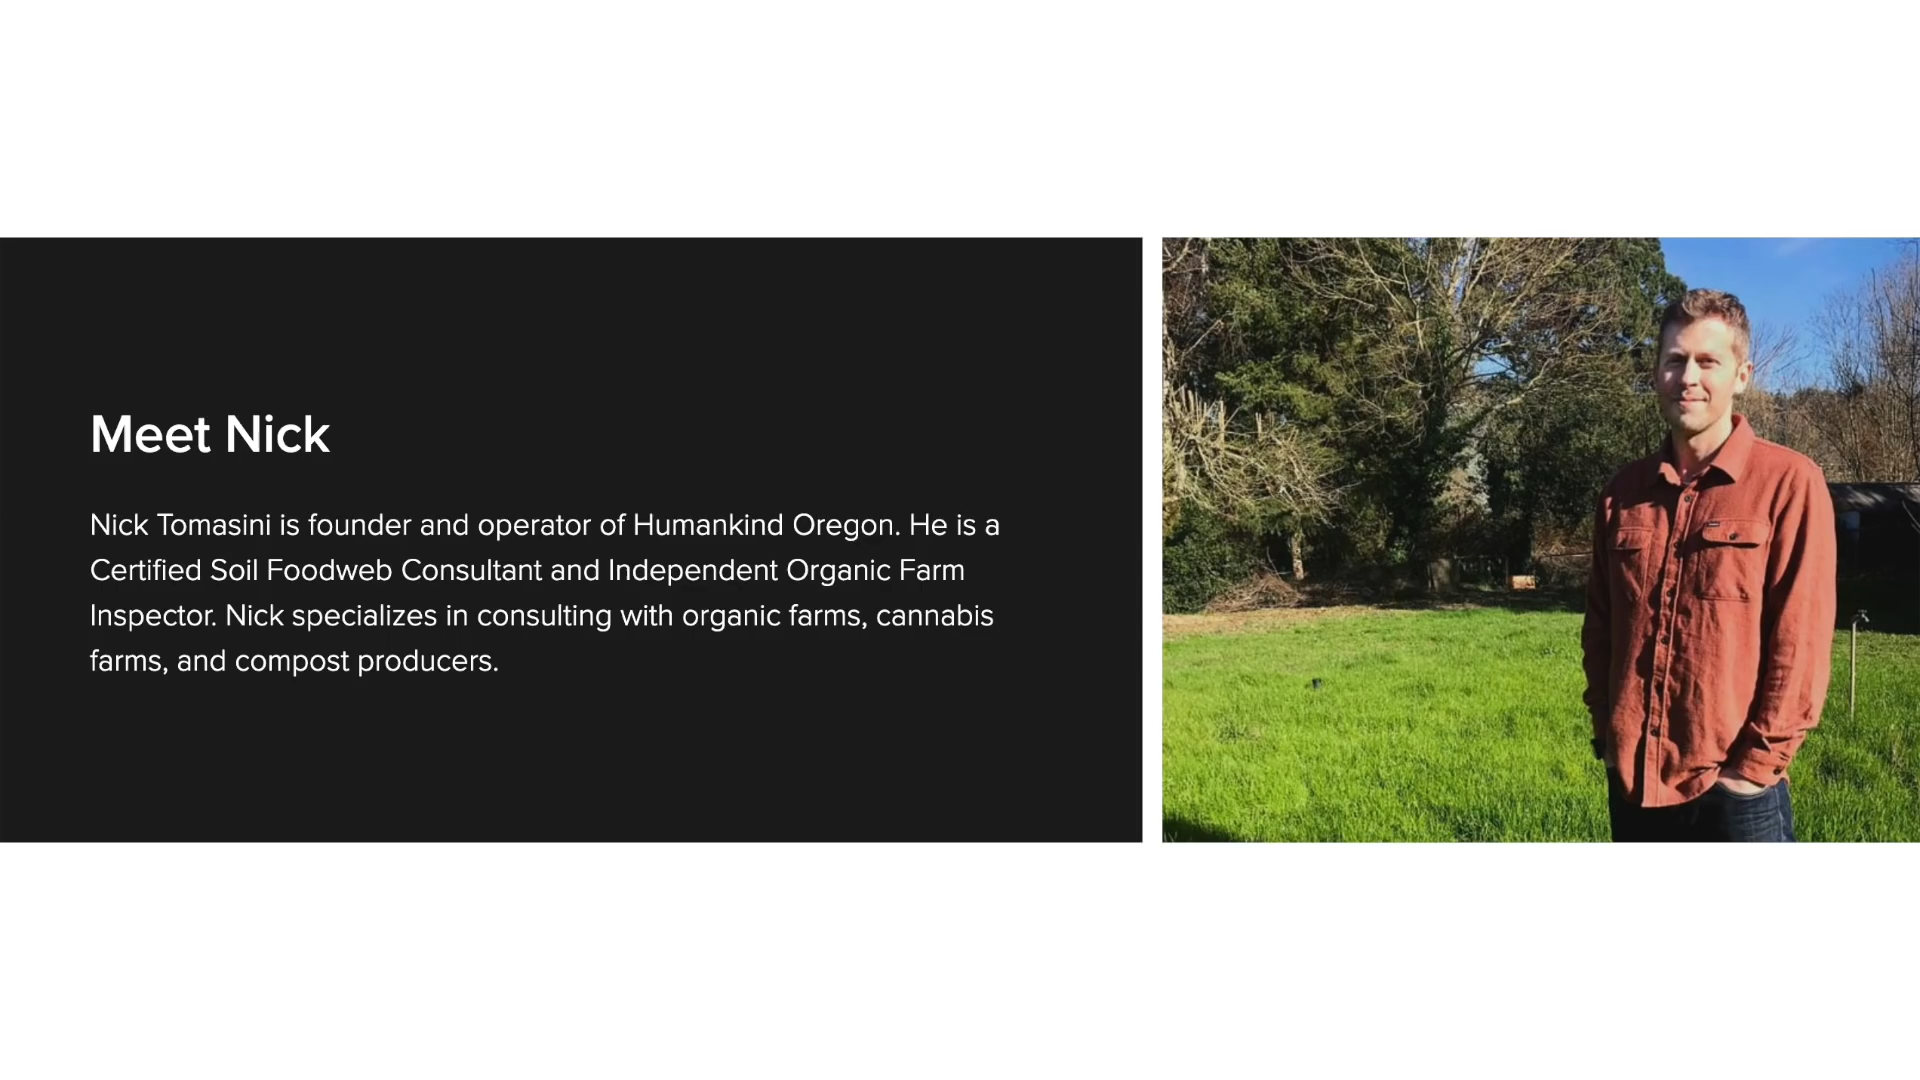 Meet Nick
Nick Tomasini is founder and operator of Humankind Oregon. He is a
Certified Soil Foodweb Consultant and Independent Organic Farm
Inspector. Nick specializes in consulting with organic farms, cannabis
farms, and compost producers.